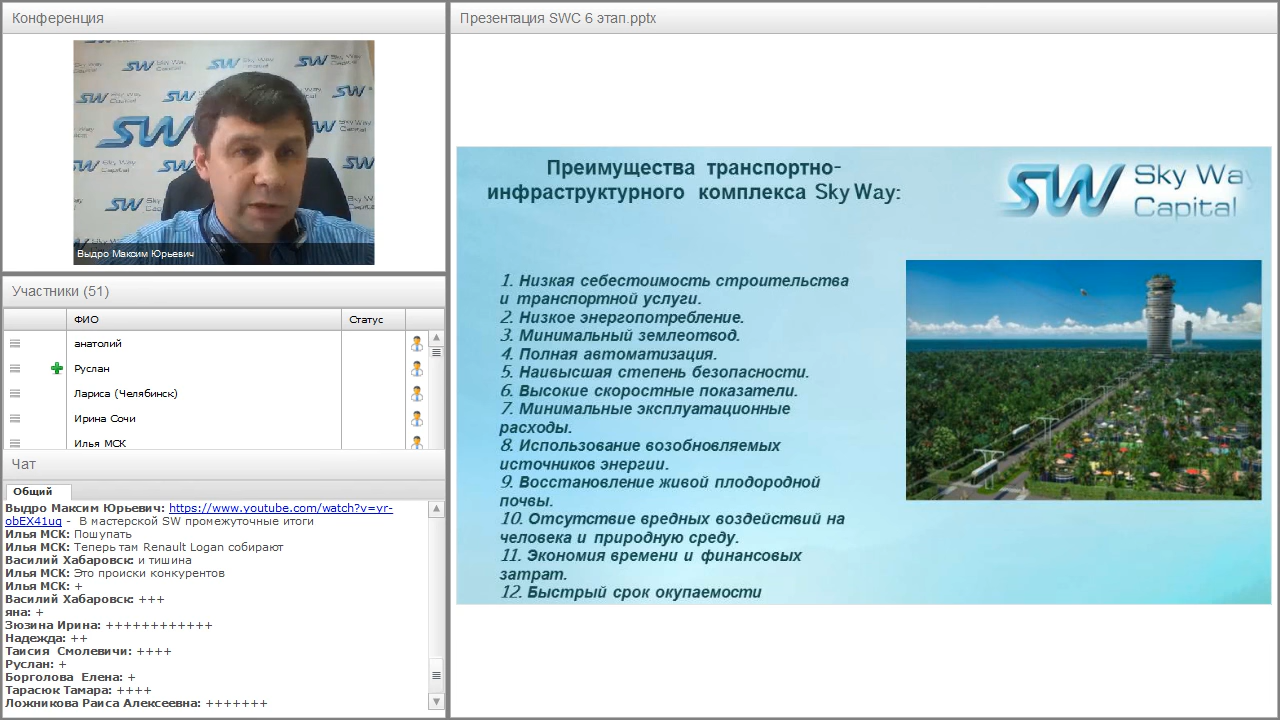 Конференция
SW Sky Way Capital
Выдро Максим Юрьевич
Участники (51)
ФИО Статус
анатолий
Руслан
Лариса (Челябинск)
Ирина Сочи
Илья МСК
Чат
Общий
Выдро Максим Юрьевич: https://www.youtube.com/watch?v=yr-
obEX41ug - В мастерской SW промежуточные итоги
Илья МСК: Пошупать
Илья МСК: Теперь там Renault Logan собирают
Василий Хабаровск: и тишина
Илья МСК: Это происки конкурентов
Илья МСК: +
Василий Хабаровск: +++
яна: +
Зюзина Ирина: ++++++++++++
Надежда: ++
Таисия Смолевичи: ++++
Руслан: +
Борголова Елена: +
Тарасюк Тамара: ++++
Ложникова Раиса Алексеевна: +++++++
Презентация SWC 6 этап.pptx
Преимущества транспортно-
инфраструктурного комплекса Sky Way:
SW Sky Way
Capital
1. Низкая себестоимость строительства
и транспортной услуги.
2. Низкое энергопотребление.
3. Минимальный землеотвод.
4. Полная автоматизация.
5. Наивысшая степень безопасности.
6. Высокие скоростные показатели.
7. Минимальные эксплуатационные
расходы.
8. Использование возобновляемых
источников энергии.
9. Восстановление живой плодородной
почвы.
10. Отсутствие вредных воздействий на
человека и природную среду.
11. Экономия времени и финансовых
затрат.
12. Быстрый срок окупаемости